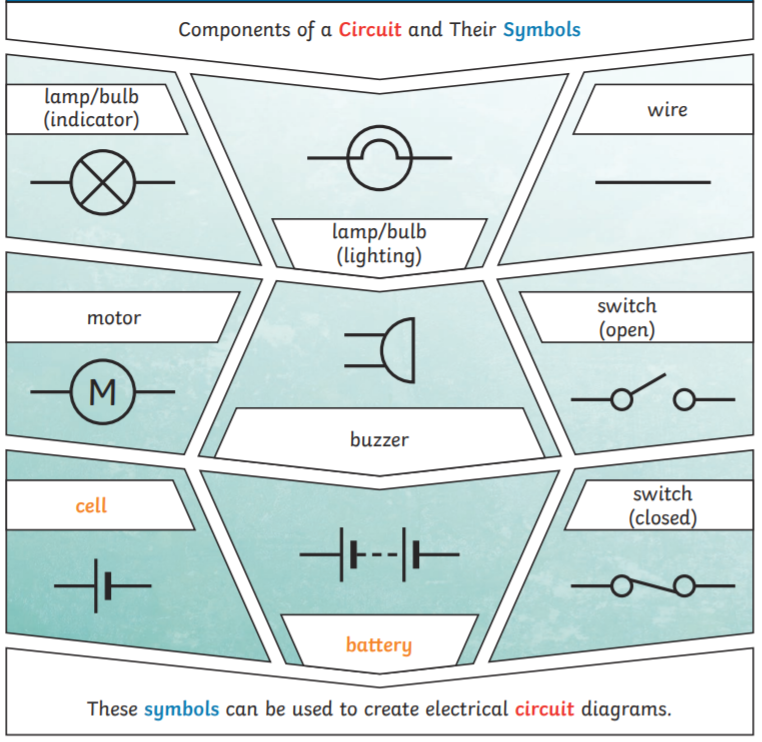 Components of a Circuit and Their Symbols
lamp/bulb
(indicator)
lamp/bulb
(lighting)
wire
motor
M
buzzer
switch
(open)
cell
battery
switch
(closed)
These symbols can be used to create electrical circuit diagrams.